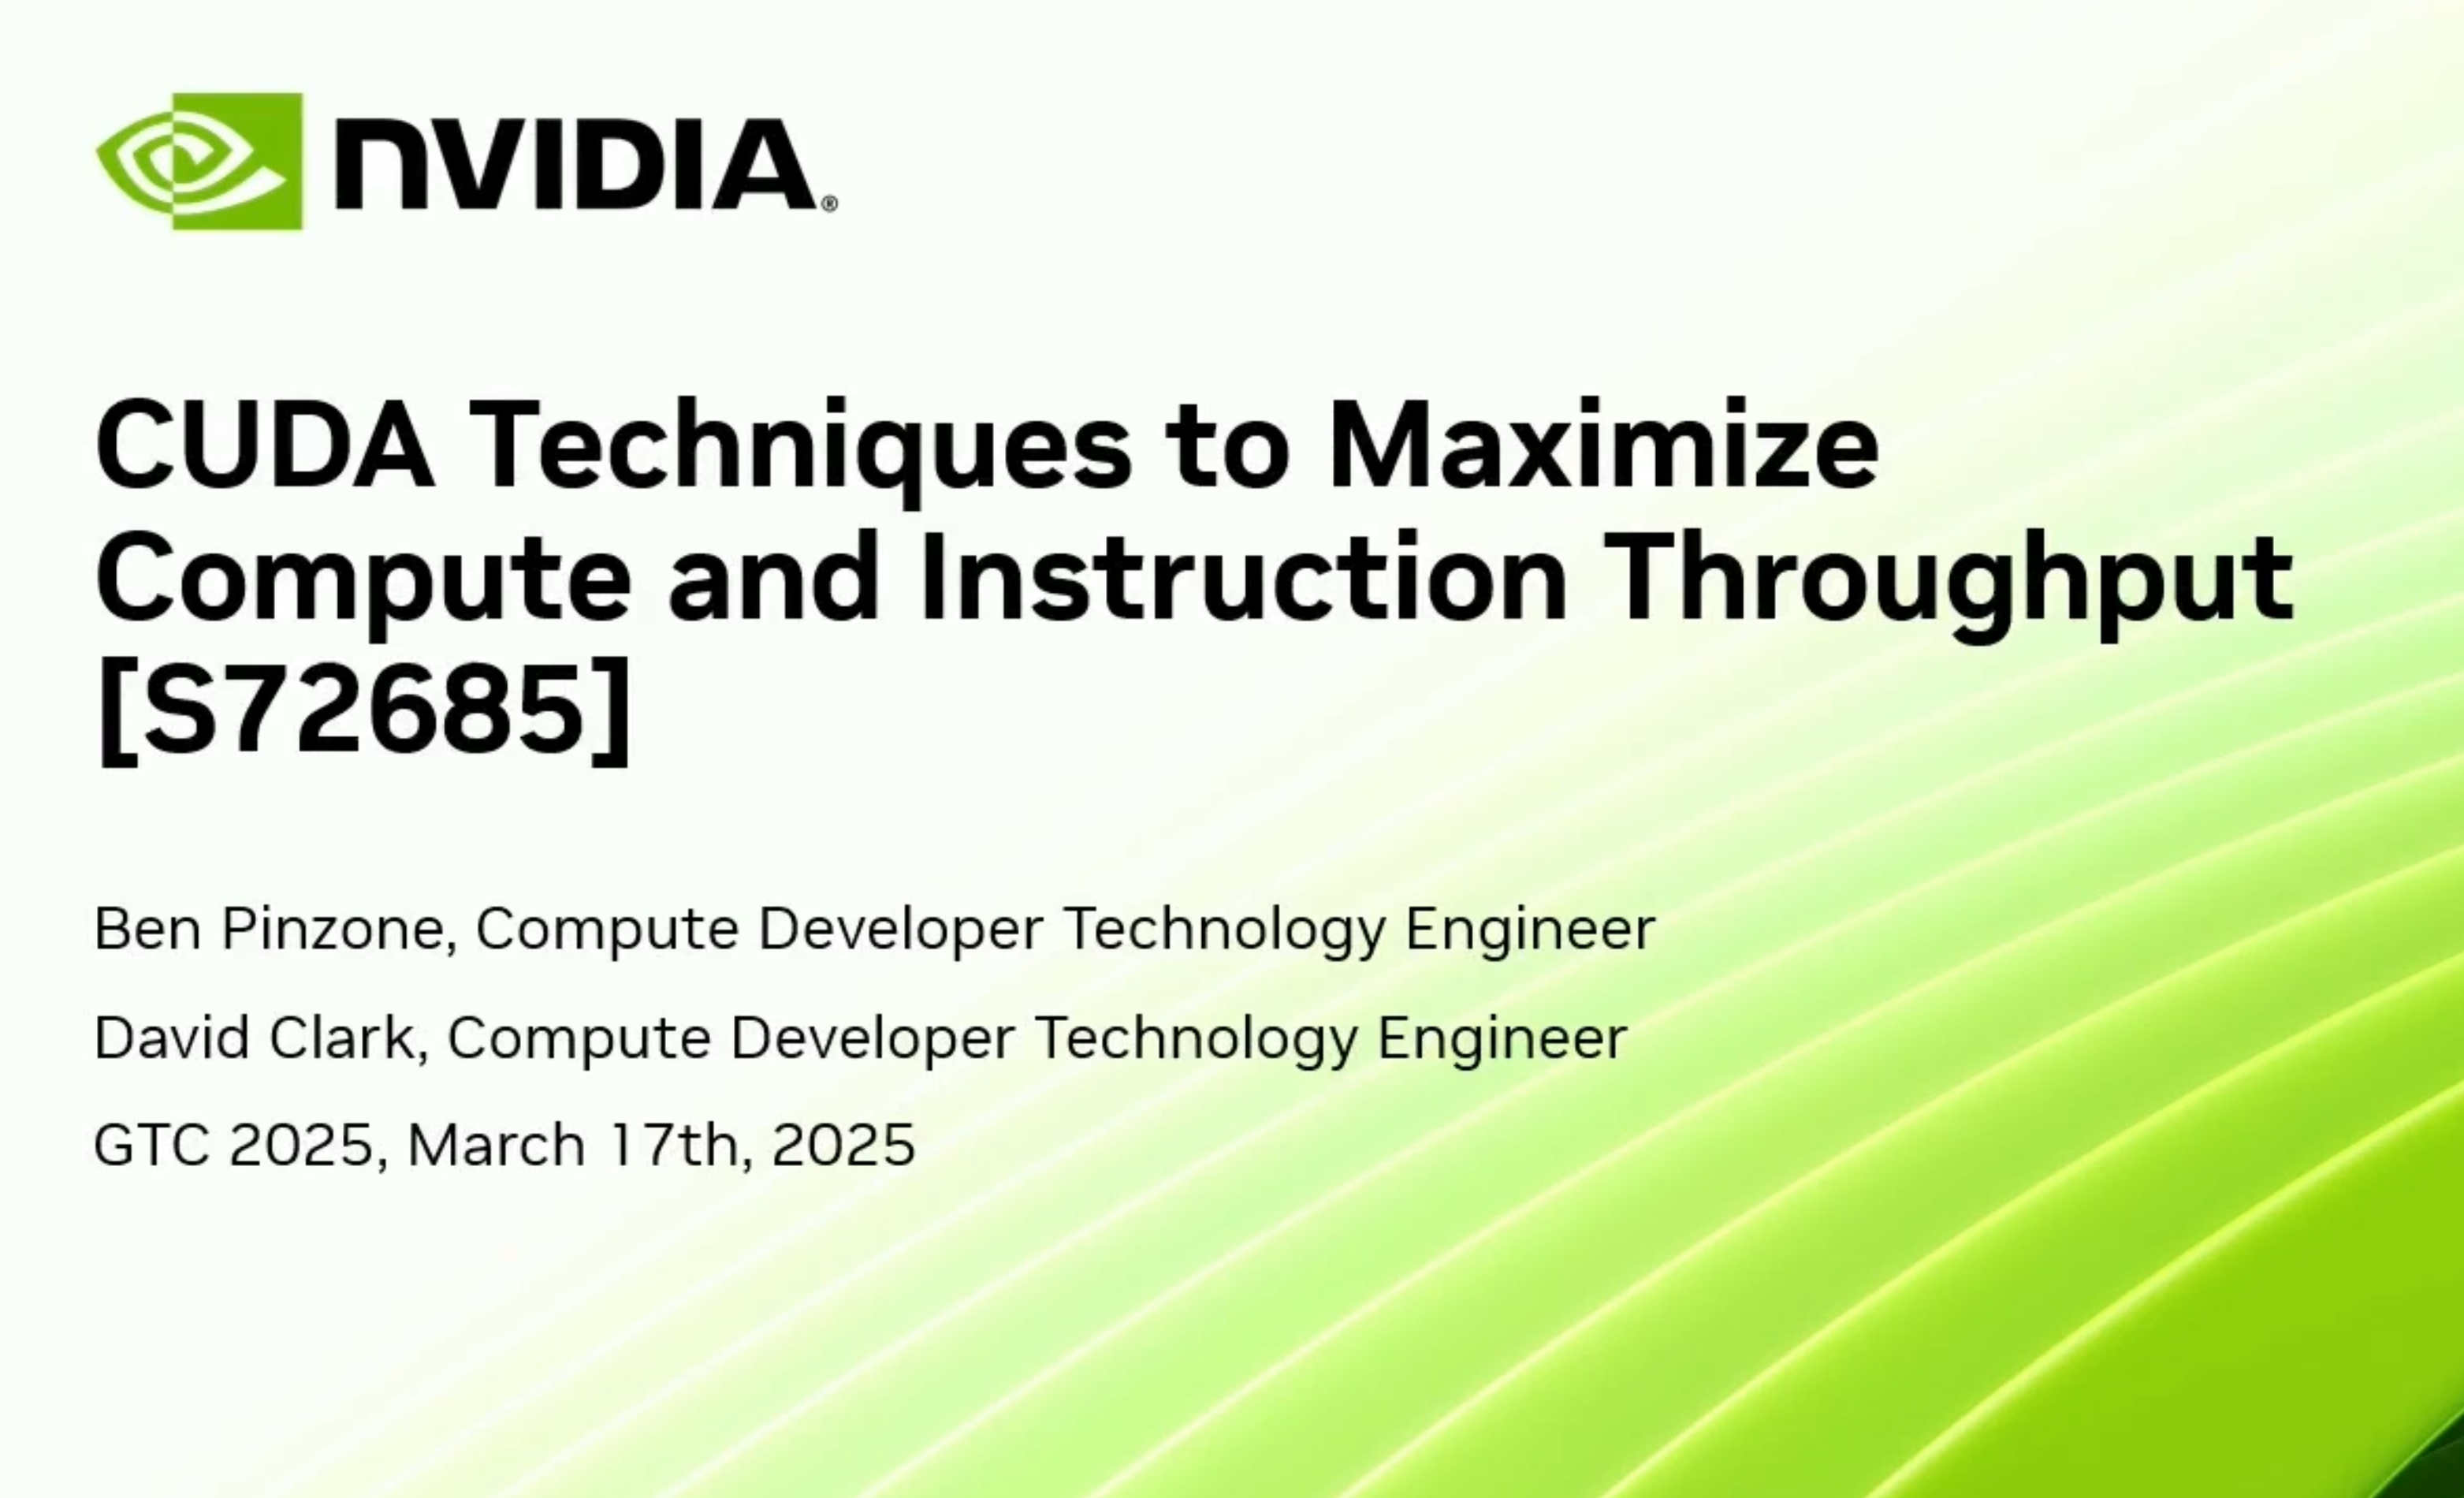 NVIDIA®
CUDA Techniques to Maximize
Compute and Instruction Throughput
[S72685]
Ben Pinzone, Compute Developer Technology Engineer
David Clark, Compute Developer Technology Engineer
GTC 2025, March 17th, 2025